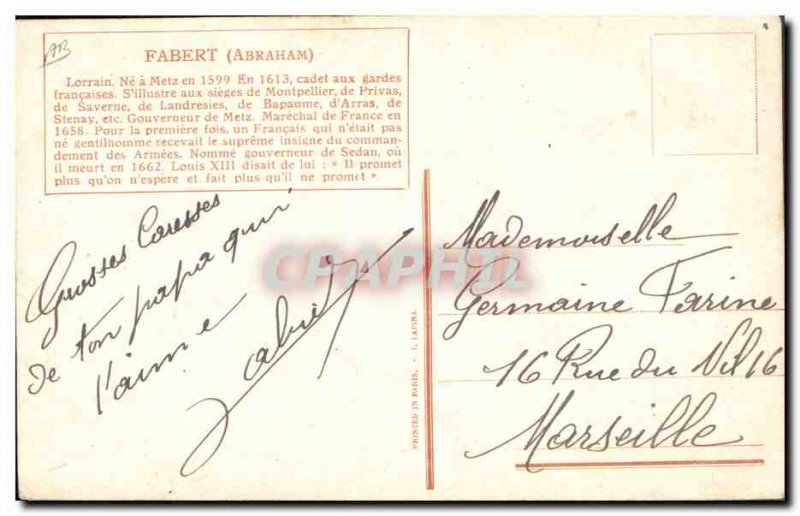 AB
FABERT (ABRAHAM)
Lorrain. Né à Metz en 1599 En 1613, cadet aux gardes
françaises. S'illustre aux sièges de Montpellier, de Privas,
de Saverne, de Landresies, de Bapaume, d'Arras, de
Stenay, etc. Gouverneur de Metz. Maréchal de France en
1658. Pour la première fois, un Français qui n'était pas
né gentilhomme recevait le suprême insigne du comman-
dement des Armées. Nommé gouverneur de Sedan, où
il meurt en 1662. Louis XIII disait de lui : « Il promet
plus qu'on n'espère et fait plus qu'il ne promet ».
Grosses Caresses
de ton papa qui
t'aime
CPAPHIL
PRINTED IN PARIS. - I. LAPINA.
Mademoiselle
Germaine Farine
16 Rue du Nil 16
Marseille